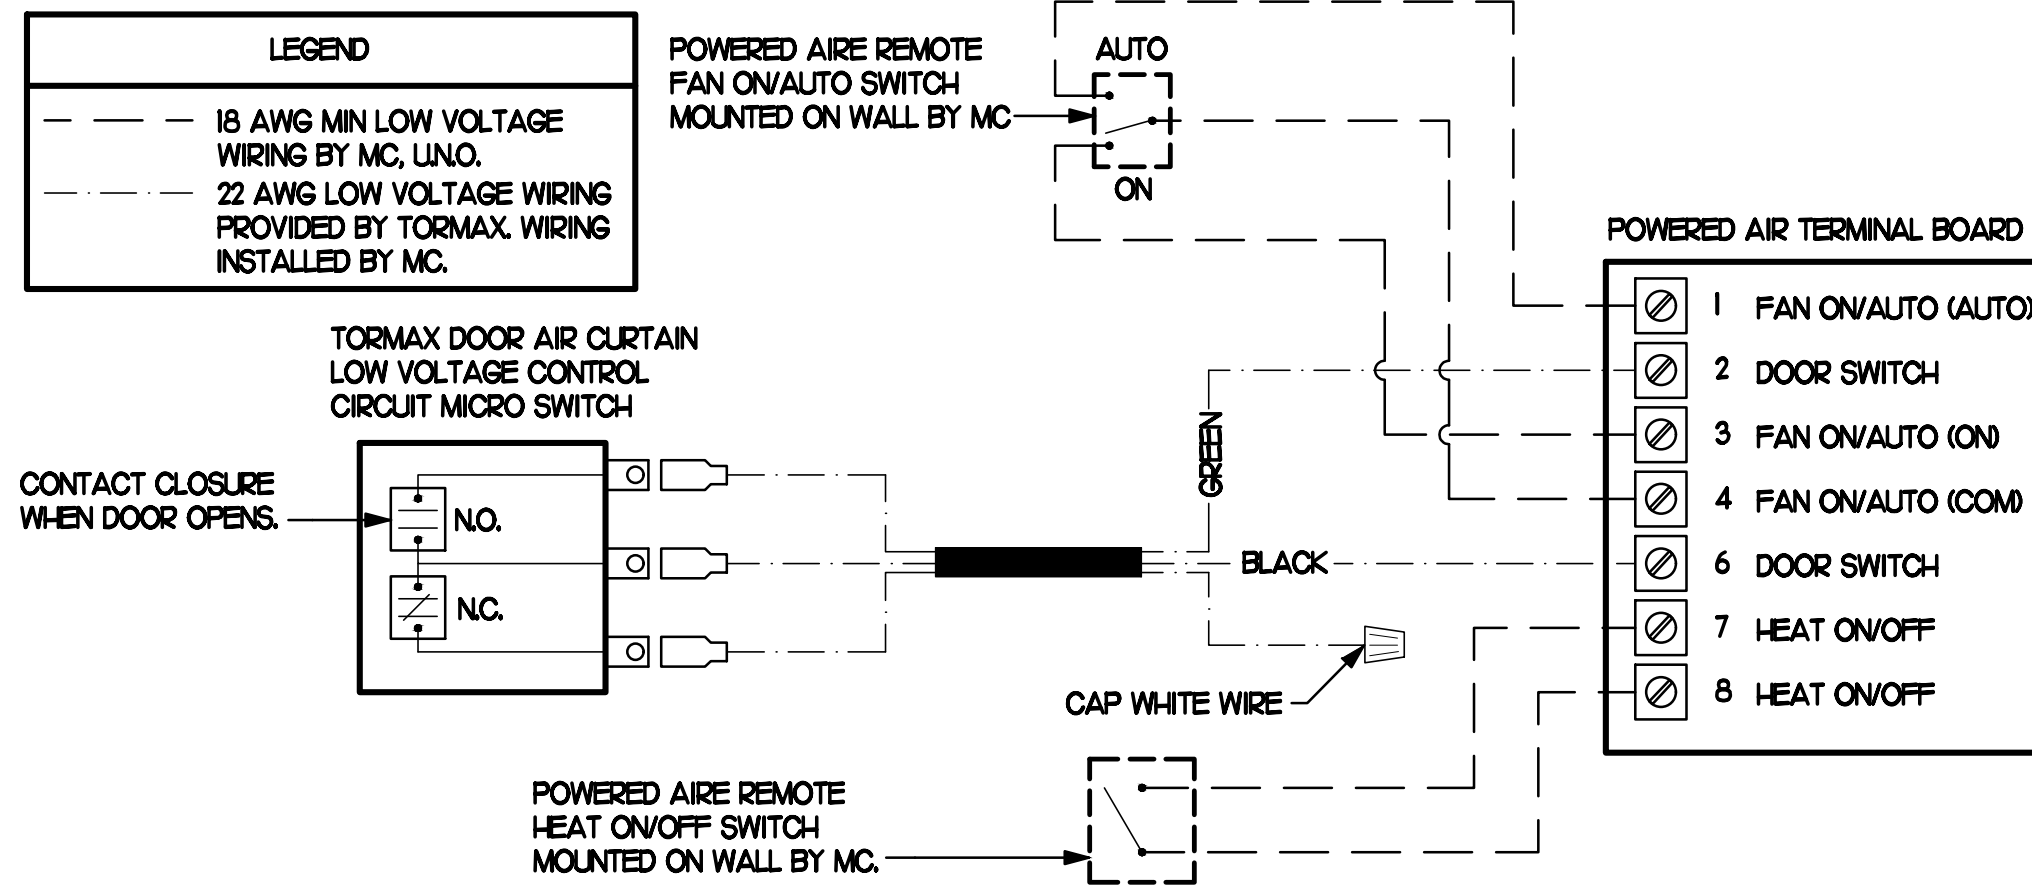 LEGEND
18 AWG MIN LOW VOLTAGE
WIRING BY MC, U.N.O.
22 AWG LOW VOLTAGE WIRING
PROVIDED BY TORMAX. WIRING
INSTALLED BY MC.
POWERED AIRE REMOTE
FAN ON/AUTO SWITCH
MOUNTED ON WALL BY MC
AUTO
ON
POWERED AIR TERMINAL BOARD
1 FAN ON/AUTO (AUTO)
2 DOOR SWITCH
3 FAN ON/AUTO (ON)
4 FAN ON/AUTO (COM)
6 DOOR SWITCH
7 HEAT ON/OFF
8 HEAT ON/OFF
TORMAX DOOR AIR CURTAIN
LOW VOLTAGE CONTROL
CIRCUIT MICRO SWITCH
CONTACT CLOSURE
WHEN DOOR OPENS.
N.O.
N.C.
GREEN
BLACK
CAP WHITE WIRE
POWERED AIRE REMOTE
HEAT ON/OFF SWITCH
MOUNTED ON WALL BY MC.